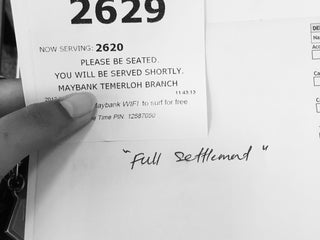 2629
NOW SERVING: 2620
PLEASE BE SEATED.
YOU WILL BE SERVED SHORTLY.
MAYBANK TEMERLOH BRANCH
11:43:13
Maybank WIFI to surf for free
Time PIN 12587050
"Full Settlement"